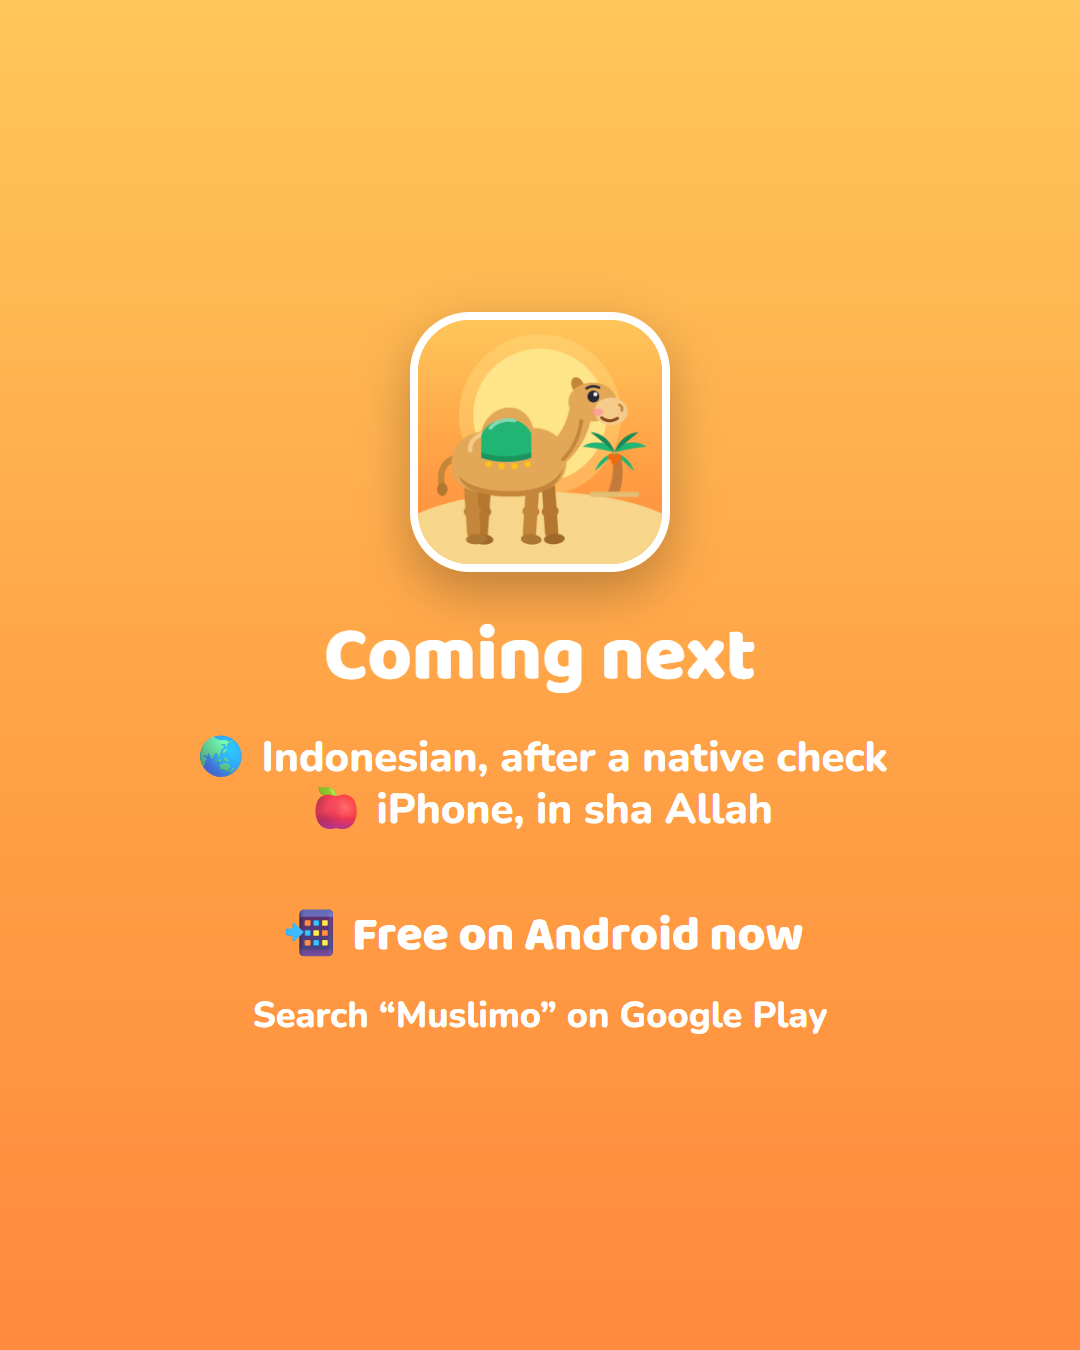 Coming next
🌏 Indonesian, after a native check
🍎 iPhone, in sha Allah
📲 Free on Android now
Search “Muslimo” on Google Play